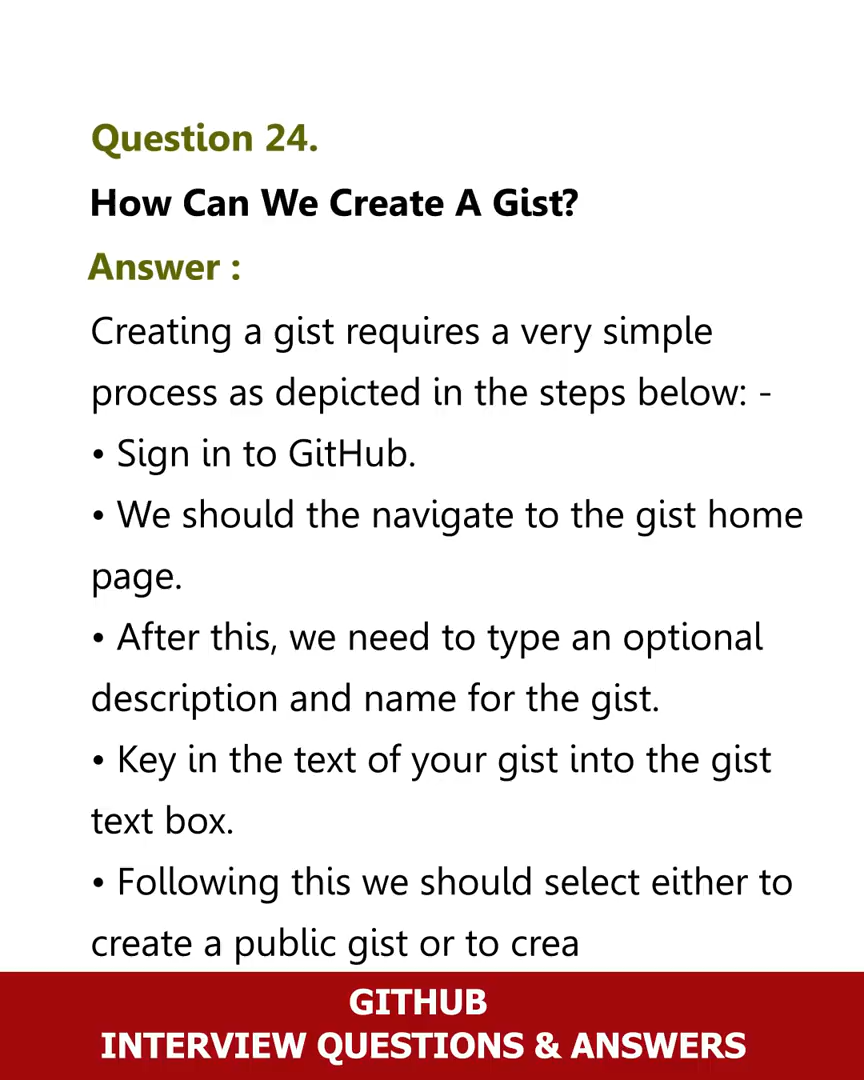 Question 24.
How Can We Create A Gist?
Answer :
Creating a gist requires a very simple
process as depicted in the steps below: -
• Sign in to GitHub.
• We should the navigate to the gist home
page.
• After this, we need to type an optional
description and name for the gist.
• Key in the text of your gist into the gist
text box.
• Following this we should select either to
create a public gist or to crea
GITHUB
INTERVIEW QUESTIONS & ANSWERS